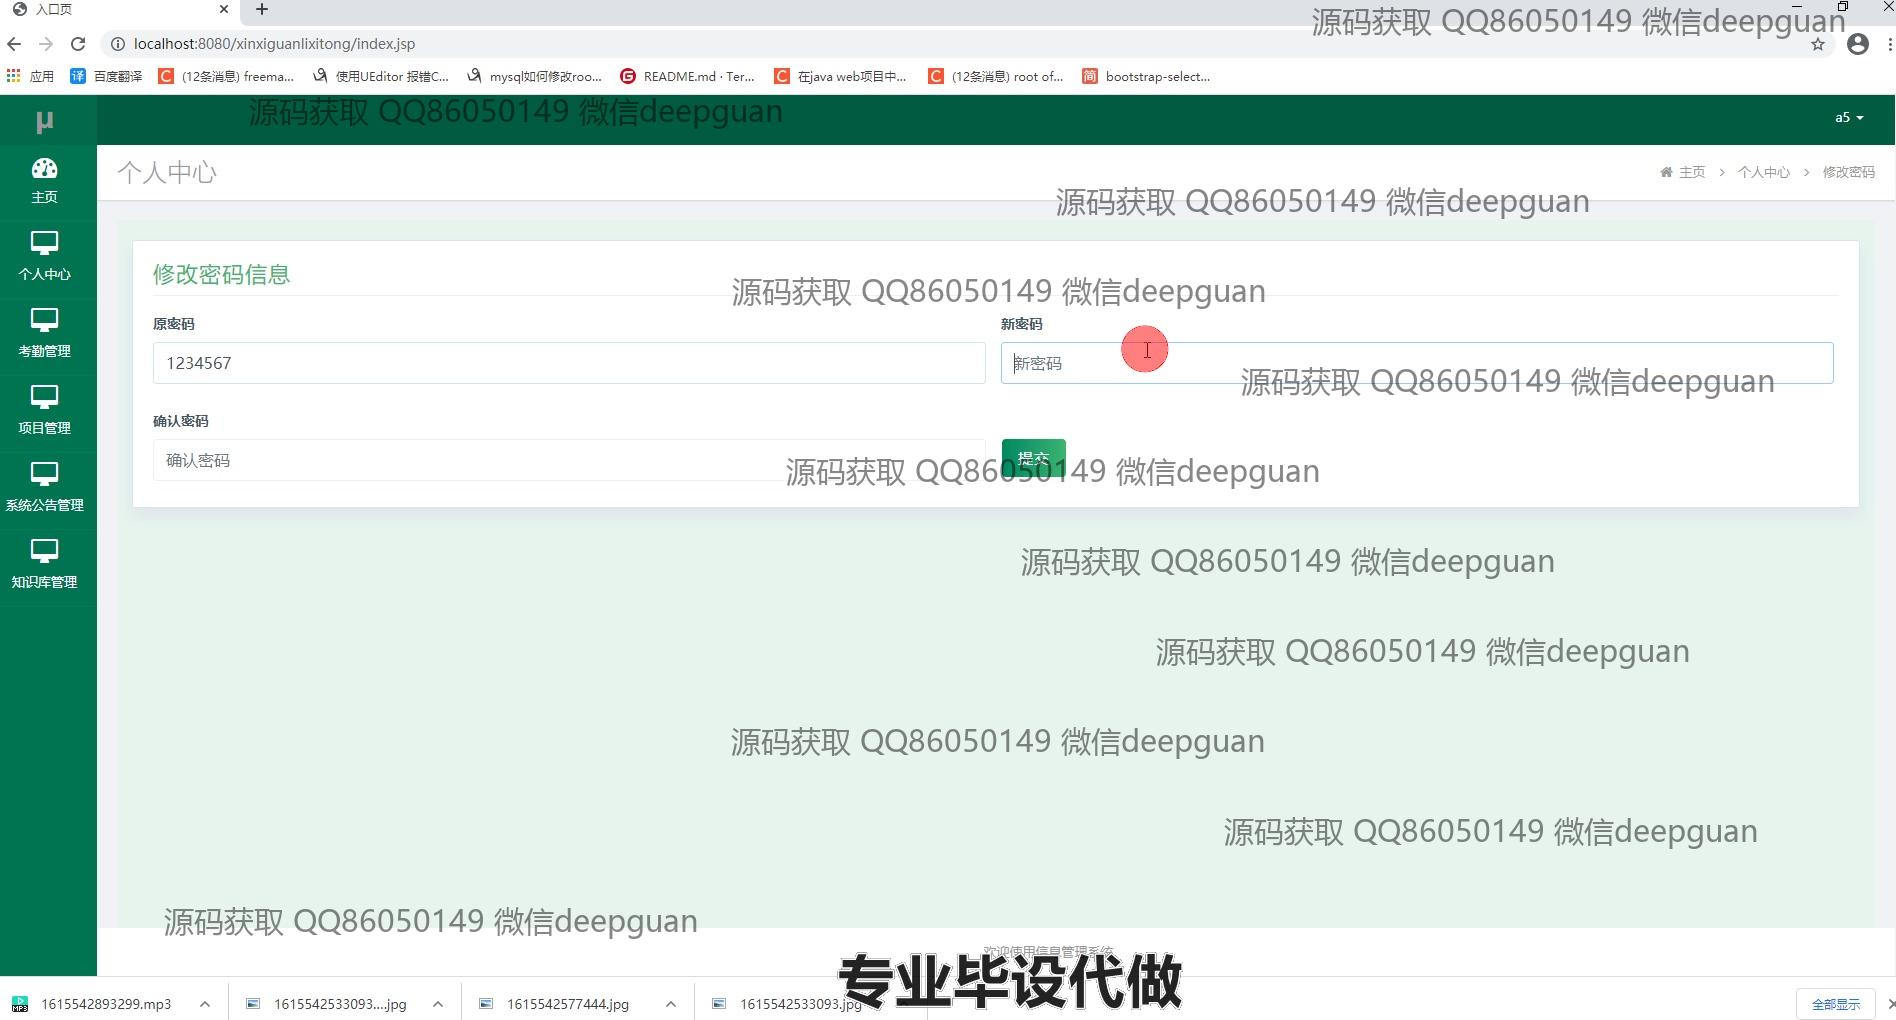 入口页
源码获取 QQ86050149 微信deepguan
localhost:8080/xinxiguanlixitong/index.jsp
应用
百度翻译
(12条消息) freema...
使用UEditor 报错C...
mysql如何修改roo...
README.md · Ter...
在java web项目中...
(12条消息) root of...
bootstrap-select...
μ
源码获取 QQ86050149 微信deepguan
a5
主页
个人中心
考勤管理
项目管理
系统公告管理
知识库管理
个人中心
主页 > 个人中心 > 修改密码
源码获取 QQ86050149 微信deepguan
修改密码信息
源码获取 QQ86050149 微信deepguan
原密码
新密码
1234567
新密码
源码获取 QQ86050149 微信deepguan
确认密码
确认密码
提交
源码获取 QQ86050149 微信deepguan
源码获取 QQ86050149 微信deepguan
源码获取 QQ86050149 微信deepguan
源码获取 QQ86050149 微信deepguan
源码获取 QQ86050149 微信deepguan
源码获取 QQ86050149 微信deepguan
欢迎使用信息管理系统
专业毕设代做
1615542893299.mp3
1615542533093....jpg
1615542577444.jpg
1615542533093.jpg
全部显示